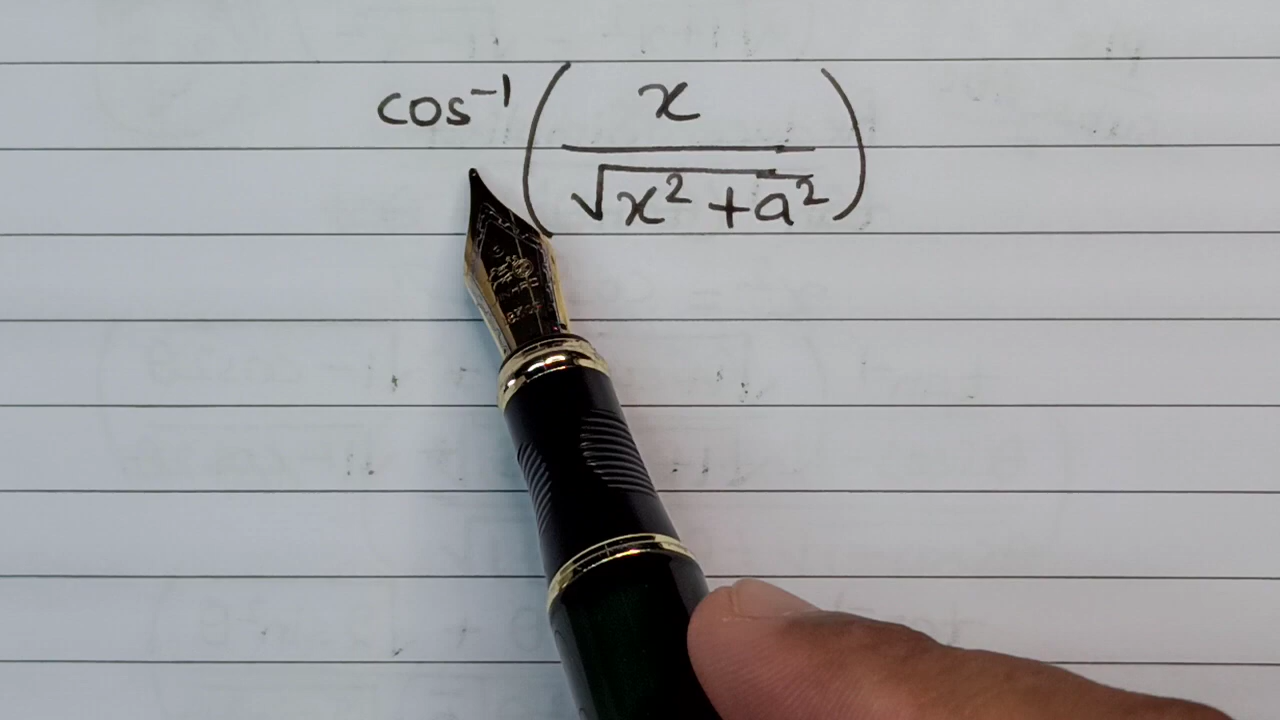 cos⁻¹ ( x / √(x² + a²) )